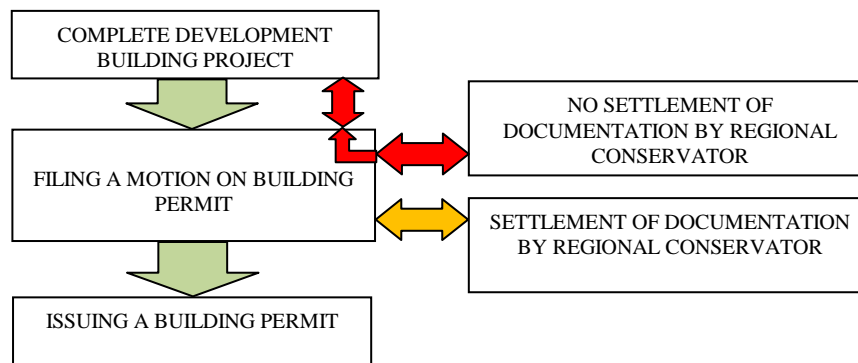 COMPLETE DEVELOPMENT
BUILDING PROJECT
NO SETTLEMENT OF
DOCUMENTATION BY REGIONAL
CONSERVATOR
FILING A MOTION ON BUILDING
PERMIT
SETTLEMENT OF DOCUMENTATION
BY REGIONAL CONSERVATOR
ISSUING A BUILDING PERMIT